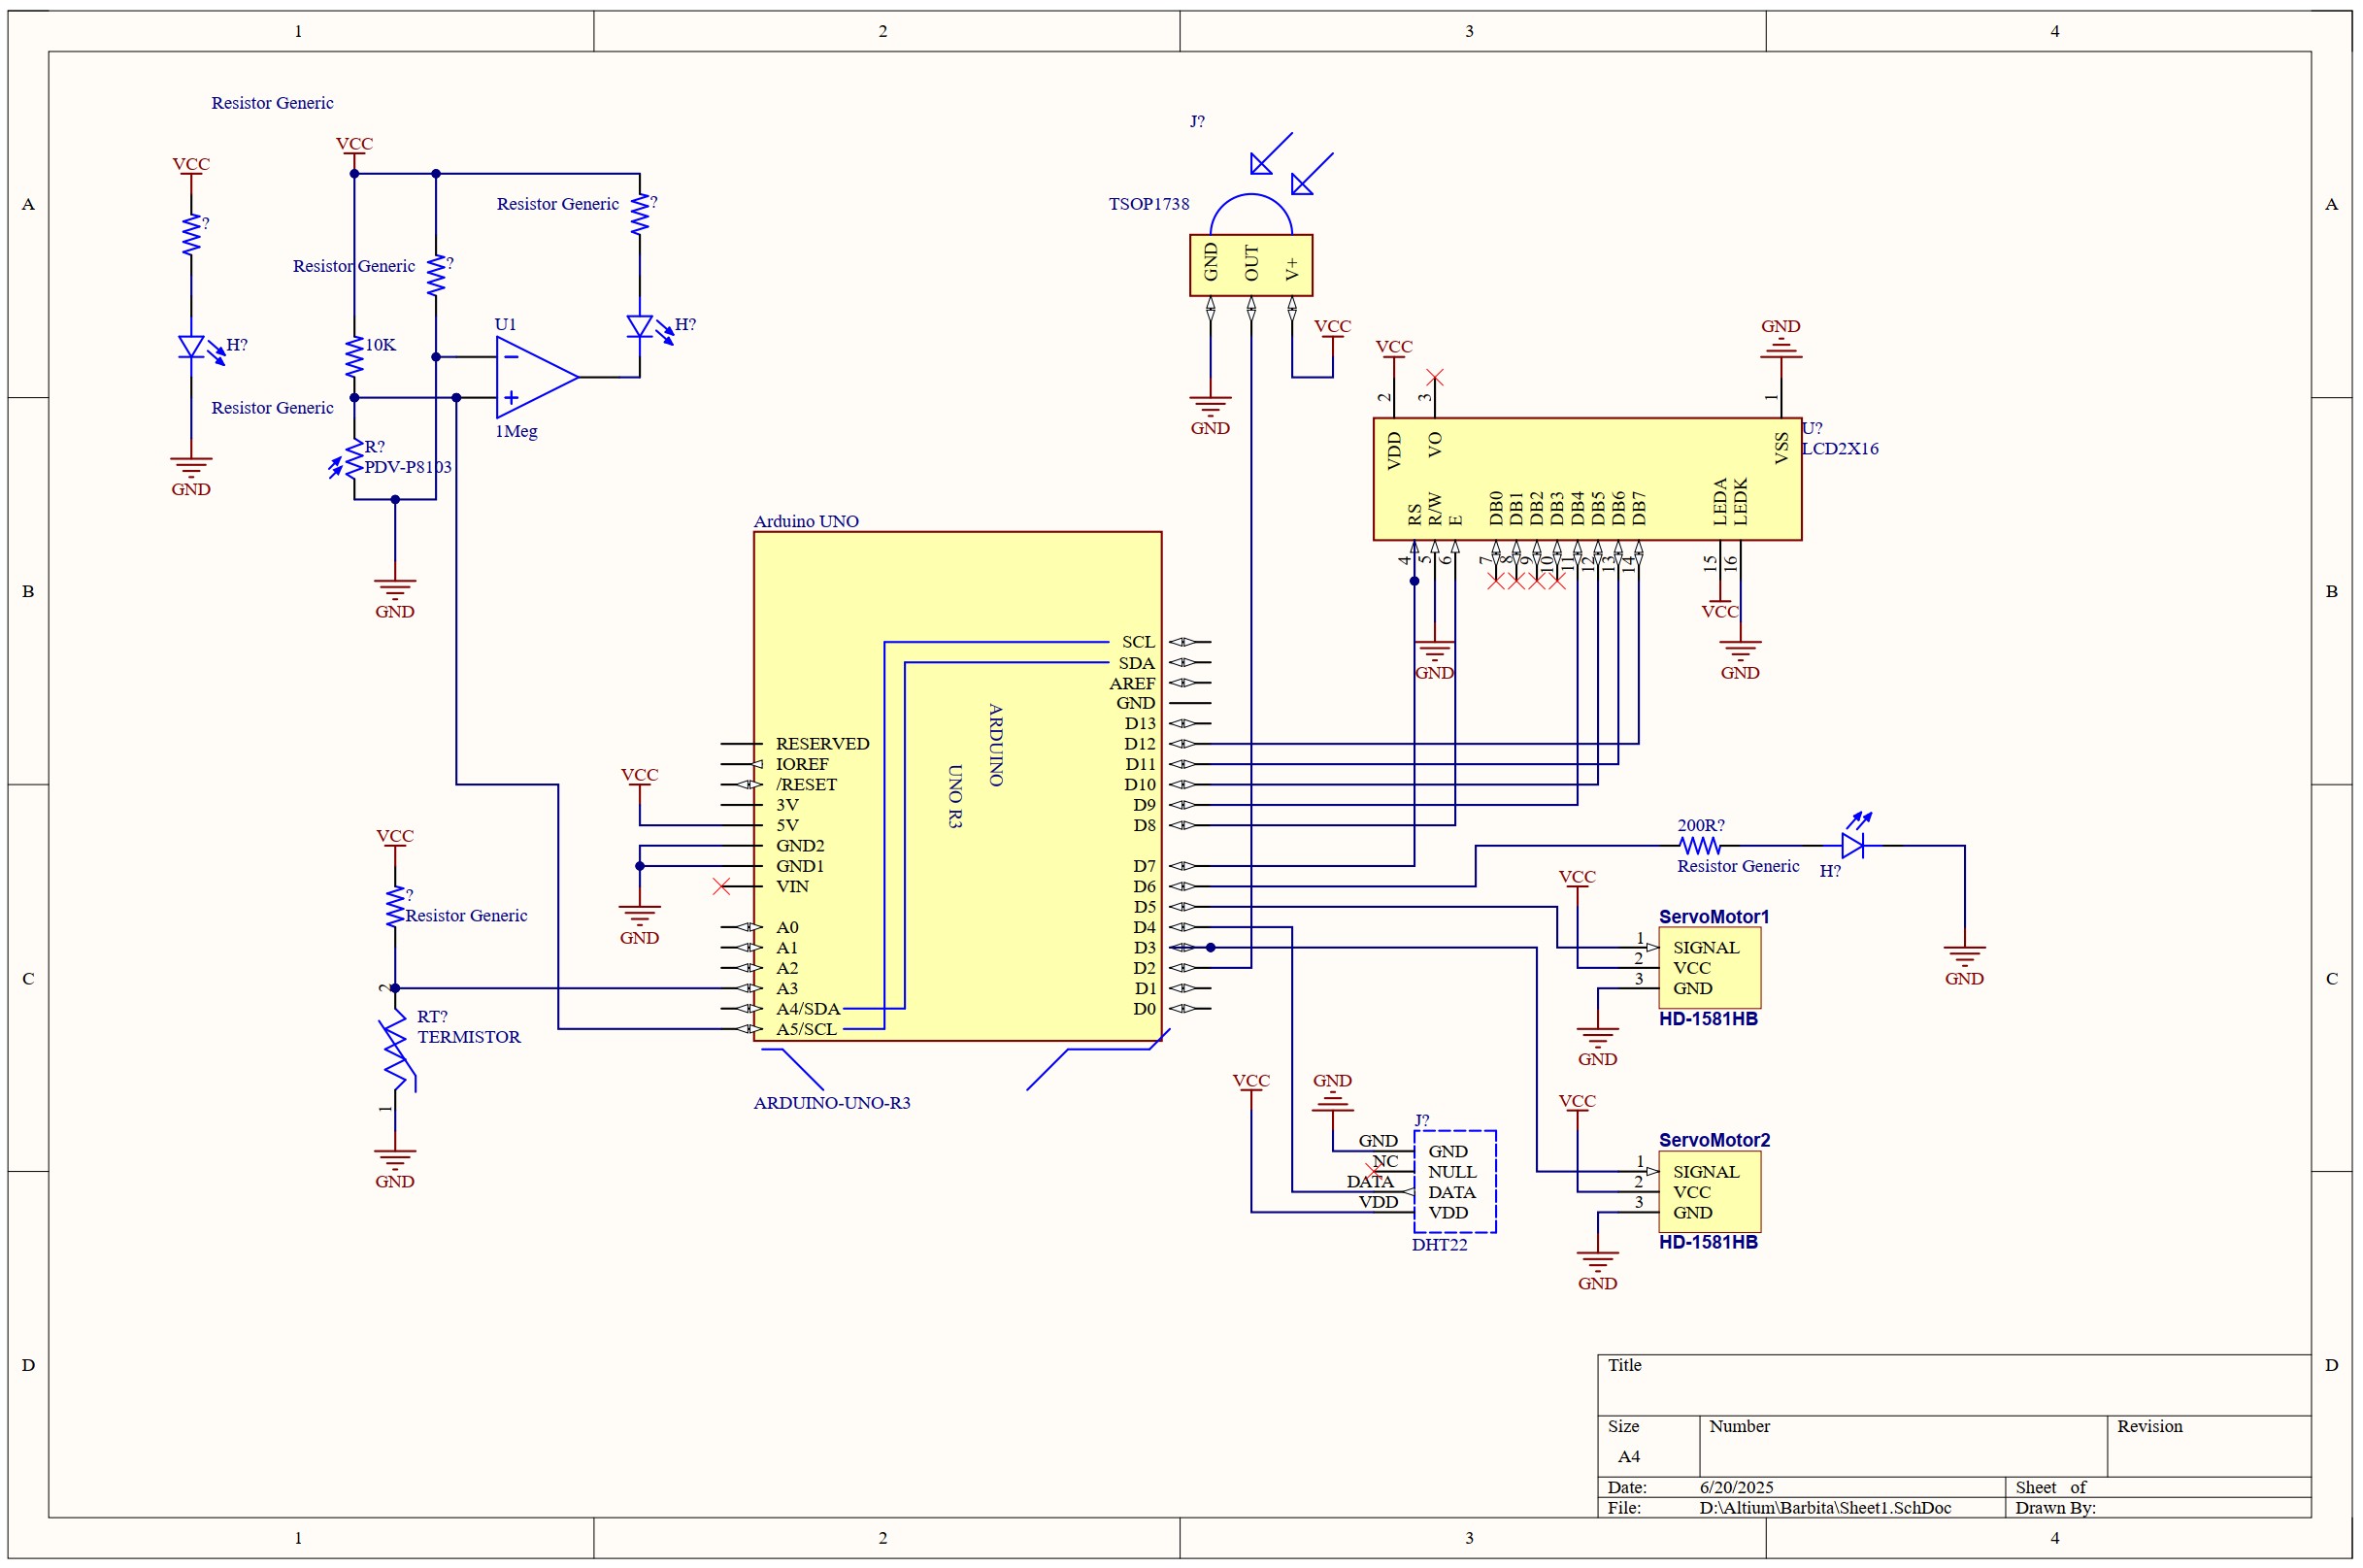 1 2 3 4
A
B
C
D
A
B
C
D
Resistor Generic
VCC
?
H?
GND
VCC
Resistor Generic
?
Resistor Generic
?
10K
U1
H?
Resistor Generic
1Meg
R?
PDV-P8103
GND
J?
TSOP1738
GND
OUT
V+
VCC
GND
VCC
GND
2
3
1
VDD
VO
VSS
U?
LCD2X16
RS
R/W
E
DB0
DB1
DB2
DB3
DB4
DB5
DB6
DB7
LEDA
LEDK
4
5
6
7
8
9
10
11
12
13
14
15
16
GND
VCC
GND
Arduino UNO
SCL
SDA
AREF
GND
D13
D12
D11
D10
D9
D8
D7
D6
D5
D4
D3
D2
D1
D0
ARDUINO
UNO R3
RESERVED
IOREF
/RESET
3V
5V
GND2
GND1
VIN
A0
A1
A2
A3
A4/SDA
A5/SCL
ARDUINO-UNO-R3
VCC
GND
VCC
?
Resistor Generic
2
RT?
TERMISTOR
1
GND
200R?
Resistor Generic
H?
GND
VCC
ServoMotor1
1 SIGNAL
2 VCC
3 GND
HD-1581HB
GND
VCC
GND
J?
GND GND
NC NULL
DATA DATA
VDD VDD
DHT22
VCC
ServoMotor2
1 SIGNAL
2 VCC
3 GND
HD-1581HB
GND
Title
Size Number Revision
A4
Date: 6/20/2025 Sheet of
File: D:\Altium\Barbita\Sheet1.SchDoc Drawn By:
1 2 3 4